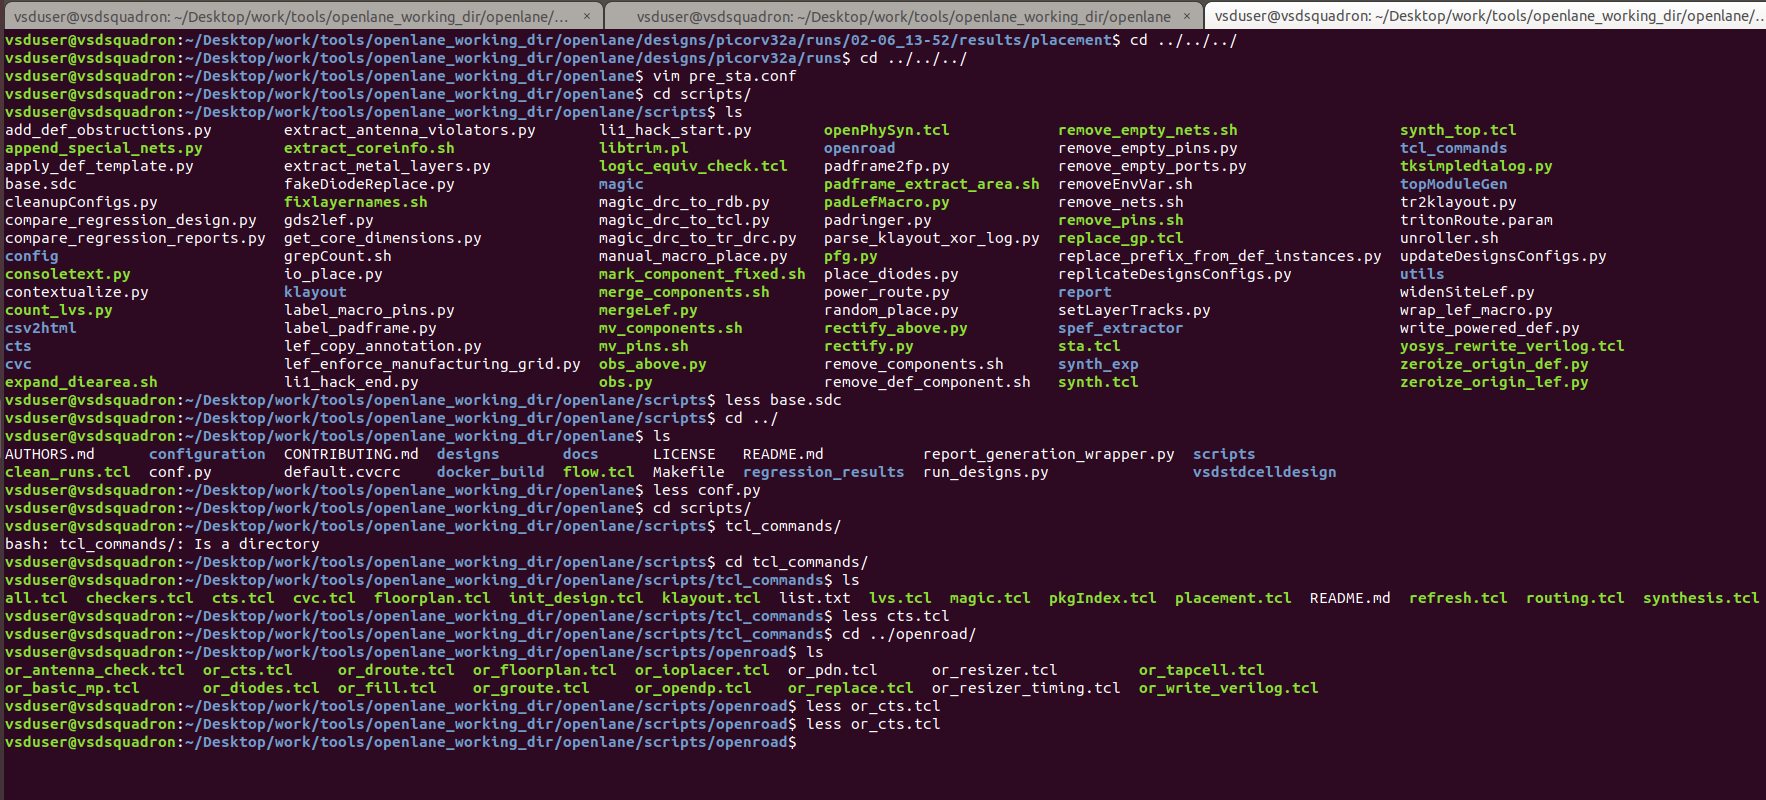 vsduser@vsdsquadron: ~/Desktop/work/tools/openlane_working_dir/openlane/... × vsduser@vsdsquadron: ~/Desktop/work/tools/openlane_working_dir/openlane × vsduser@vsdsquadron: ~/Desktop/work/tools/openlane_working_dir/openlane/...
vsduser@vsdsquadron:~/Desktop/work/tools/openlane_working_dir/openlane/designs/picorv32a/runs/02-06_13-52/results/placement$ cd ../../../
vsduser@vsdsquadron:~/Desktop/work/tools/openlane_working_dir/openlane/designs/picorv32a/runs$ cd ../../../
vsduser@vsdsquadron:~/Desktop/work/tools/openlane_working_dir/openlane$ vim pre_sta.conf
vsduser@vsdsquadron:~/Desktop/work/tools/openlane_working_dir/openlane$ cd scripts/
vsduser@vsdsquadron:~/Desktop/work/tools/openlane_working_dir/openlane/scripts$ ls
add_def_obstructions.py extract_antenna_violators.py li1_hack_start.py openPhySyn.tcl remove_empty_nets.sh synth_top.tcl
append_special_nets.py extract_coreinfo.sh libtrim.pl openroad remove_empty_pins.py tcl_commands
apply_def_template.py extract_metal_layers.py logic_equiv_check.tcl padframe2fp.py remove_empty_ports.py tksimpledialog.py
base.sdc fakeDiodeReplace.py magic padframe_extract_area.sh removeEnvVar.sh topModuleGen
cleanupConfigs.py fixlayernames.sh magic_drc_to_rdb.py padLefMacro.py remove_nets.sh tr2klayout.py
compare_regression_design.py gds2lef.py magic_drc_to_tcl.py padringer.py remove_pins.sh tritonRoute.param
compare_regression_reports.py get_core_dimensions.py magic_drc_to_tr_drc.py parse_klayout_xor_log.py replace_gp.tcl unroller.sh
config grepCount.sh manual_macro_place.py pfg.py replace_prefix_from_def_instances.py updateDesignsConfigs.py
consoletext.py io_place.py mark_component_fixed.sh place_diodes.py replicateDesignsConfigs.py utils
contextualize.py klayout merge_components.sh power_route.py report widenSiteLef.py
count_lvs.py label_macro_pins.py mergeLef.py random_place.py setLayerTracks.py wrap_lef_macro.py
csv2html label_padframe.py mv_components.sh rectify_above.py spef_extractor write_powered_def.py
cts lef_copy_annotation.py mv_pins.sh rectify.py sta.tcl yosys_rewrite_verilog.tcl
cvc lef_enforce_manufacturing_grid.py obs_above.py remove_components.sh synth_exp zeroize_origin_def.py
expand_diearea.sh li1_hack_end.py obs.py remove_def_component.sh synth.tcl zeroize_origin_lef.py
vsduser@vsdsquadron:~/Desktop/work/tools/openlane_working_dir/openlane/scripts$ less base.sdc
vsduser@vsdsquadron:~/Desktop/work/tools/openlane_working_dir/openlane/scripts$ cd ../
vsduser@vsdsquadron:~/Desktop/work/tools/openlane_working_dir/openlane$ ls
AUTHORS.md configuration CONTRIBUTING.md designs docs LICENSE README.md report_generation_wrapper.py scripts
clean_runs.tcl conf.py default.cvcrc docker_build flow.tcl Makefile regression_results run_designs.py vsdstdcelldesign
vsduser@vsdsquadron:~/Desktop/work/tools/openlane_working_dir/openlane$ less conf.py
vsduser@vsdsquadron:~/Desktop/work/tools/openlane_working_dir/openlane$ cd scripts/
vsduser@vsdsquadron:~/Desktop/work/tools/openlane_working_dir/openlane/scripts$ tcl_commands/
bash: tcl_commands/: Is a directory
vsduser@vsdsquadron:~/Desktop/work/tools/openlane_working_dir/openlane/scripts$ cd tcl_commands/
vsduser@vsdsquadron:~/Desktop/work/tools/openlane_working_dir/openlane/scripts/tcl_commands$ ls
all.tcl checkers.tcl cts.tcl cvc.tcl floorplan.tcl init_design.tcl klayout.tcl list.txt lvs.tcl magic.tcl pkgIndex.tcl placement.tcl README.md refresh.tcl routing.tcl synthesis.tcl
vsduser@vsdsquadron:~/Desktop/work/tools/openlane_working_dir/openlane/scripts/tcl_commands$ less cts.tcl
vsduser@vsdsquadron:~/Desktop/work/tools/openlane_working_dir/openlane/scripts/tcl_commands$ cd ../openroad/
vsduser@vsdsquadron:~/Desktop/work/tools/openlane_working_dir/openlane/scripts/openroad$ ls
or_antenna_check.tcl or_cts.tcl or_droute.tcl or_floorplan.tcl or_ioplacer.tcl or_pdn.tcl or_resizer.tcl or_tapcell.tcl
or_basic_mp.tcl or_diodes.tcl or_fill.tcl or_groute.tcl or_opendp.tcl or_replace.tcl or_resizer_timing.tcl or_write_verilog.tcl
vsduser@vsdsquadron:~/Desktop/work/tools/openlane_working_dir/openlane/scripts/openroad$ less or_cts.tcl
vsduser@vsdsquadron:~/Desktop/work/tools/openlane_working_dir/openlane/scripts/openroad$ less or_cts.tcl
vsduser@vsdsquadron:~/Desktop/work/tools/openlane_working_dir/openlane/scripts/openroad$